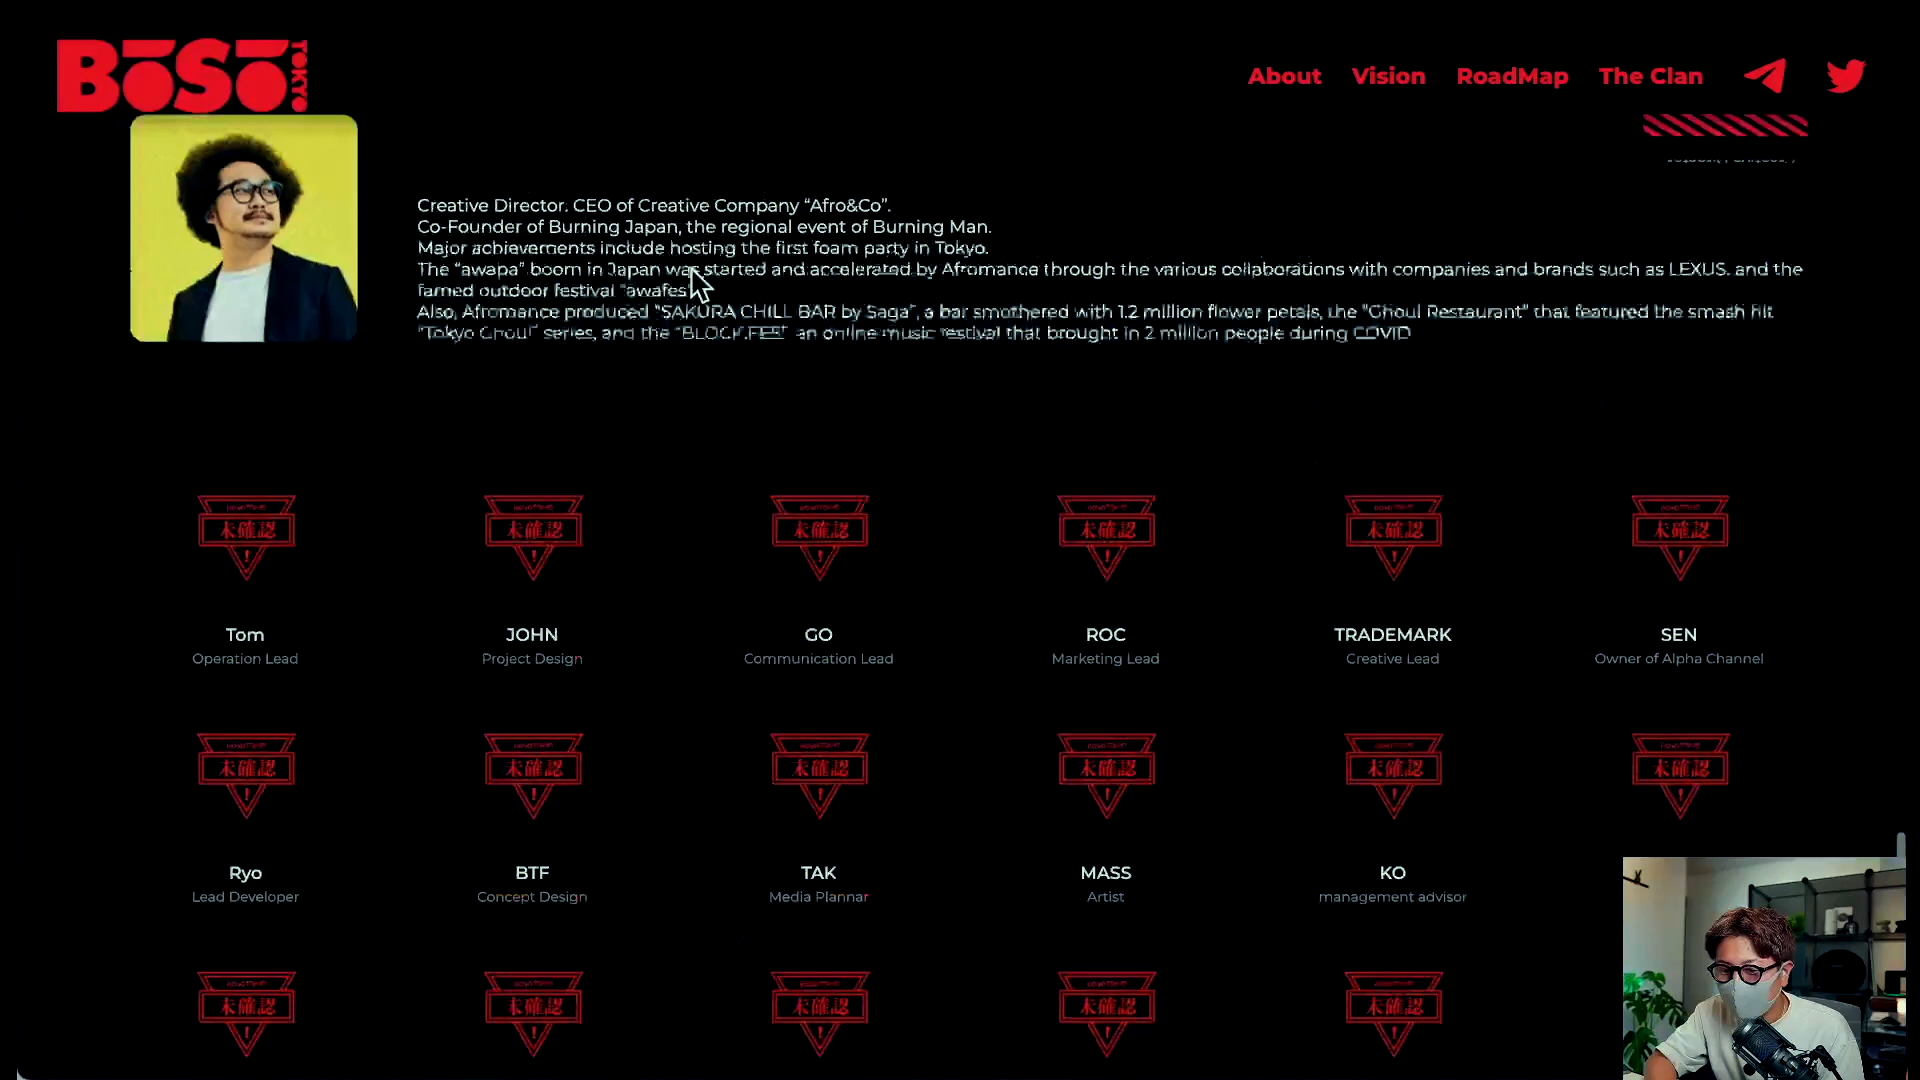 BōSō TOKYO
About Vision RoadMap The Clan
Creative Director. CEO of Creative Company “Afro&Co”.
Co-Founder of Burning Japan, the regional event of Burning Man.
Major achievements include hosting the first foam party in Tokyo.
The “awapa” boom in Japan was started and accelerated by Afromance through the various collaborations with companies and brands such as LEXUS. and the
famed outdoor festival “awafes”
Also, Afromance produced “SAKURA CHILL BAR by Saga”, a bar smothered with 1.2 million flower petals, the “Ghoul Restaurant” that featured the smash hit
“Tokyo Ghoul” series, and the “BLOCK.FEST” an online music festival that brought in 2 million people during COVID
未確認 未確認 未確認 未確認 未確認 未確認
! ! ! ! ! !
Tom JOHN GO ROC TRADEMARK SEN
Operation Lead Project Design Communication Lead Marketing Lead Creative Lead Owner of Alpha Channel
未確認 未確認 未確認 未確認 未確認 未確認
! ! ! ! ! !
Ryo BTF TAK MASS KO
Lead Developer Concept Design Media Plannar Artist management advisor
未確認 未確認 未確認 未確認 未確認
! ! ! ! !